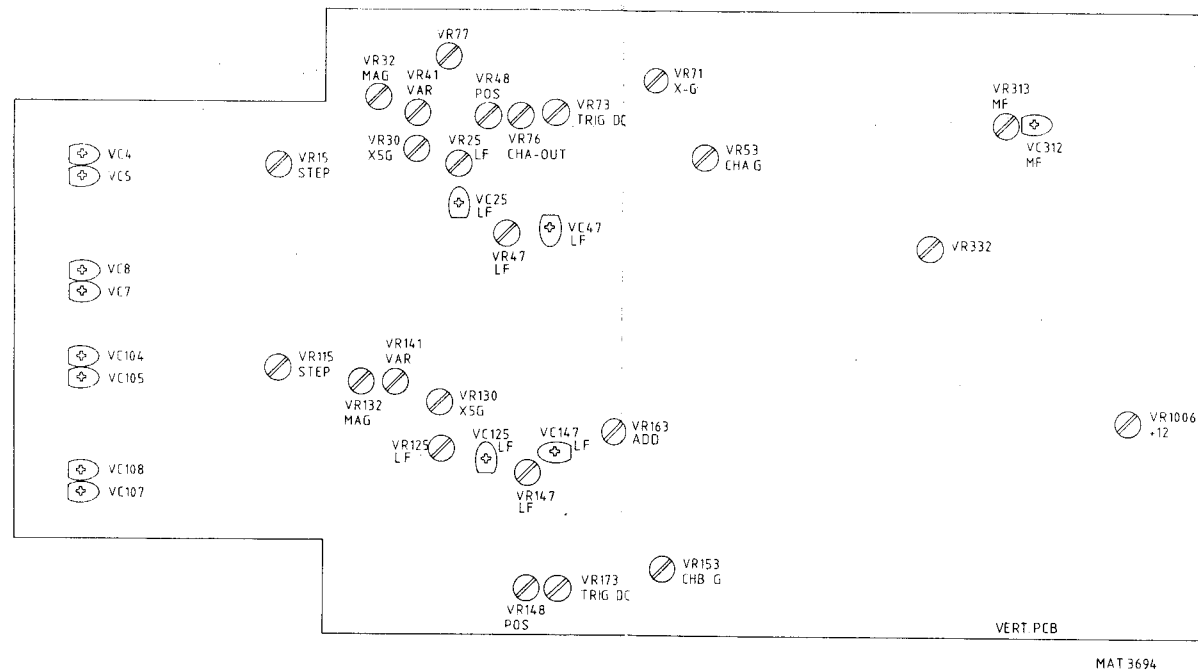 VR77
VR32
MAG
VR41
VAR
VR48
POS
VR73
TRIG DC
VR71
X-G
VR313
MF
VC312
MF
VC4
VC5
VR15
STEP
VR30
X5G
VR25
LF
VR76
CHA-OUT
VR53
CHA G
VC25
LF
VC47
LF
VR47
LF
VR332
VC8
VC7
VC104
VC105
VR115
STEP
VR141
VAR
VR132
MAG
VR130
X5G
VR125
LF
VC125
LF
VC147
LF
VR163
ADD
VR1006
+12
VR147
LF
VC108
VC107
VR153
CHB G
VR173
TRIG DC
VR148
POS
VERT. PCB
MAT 3694